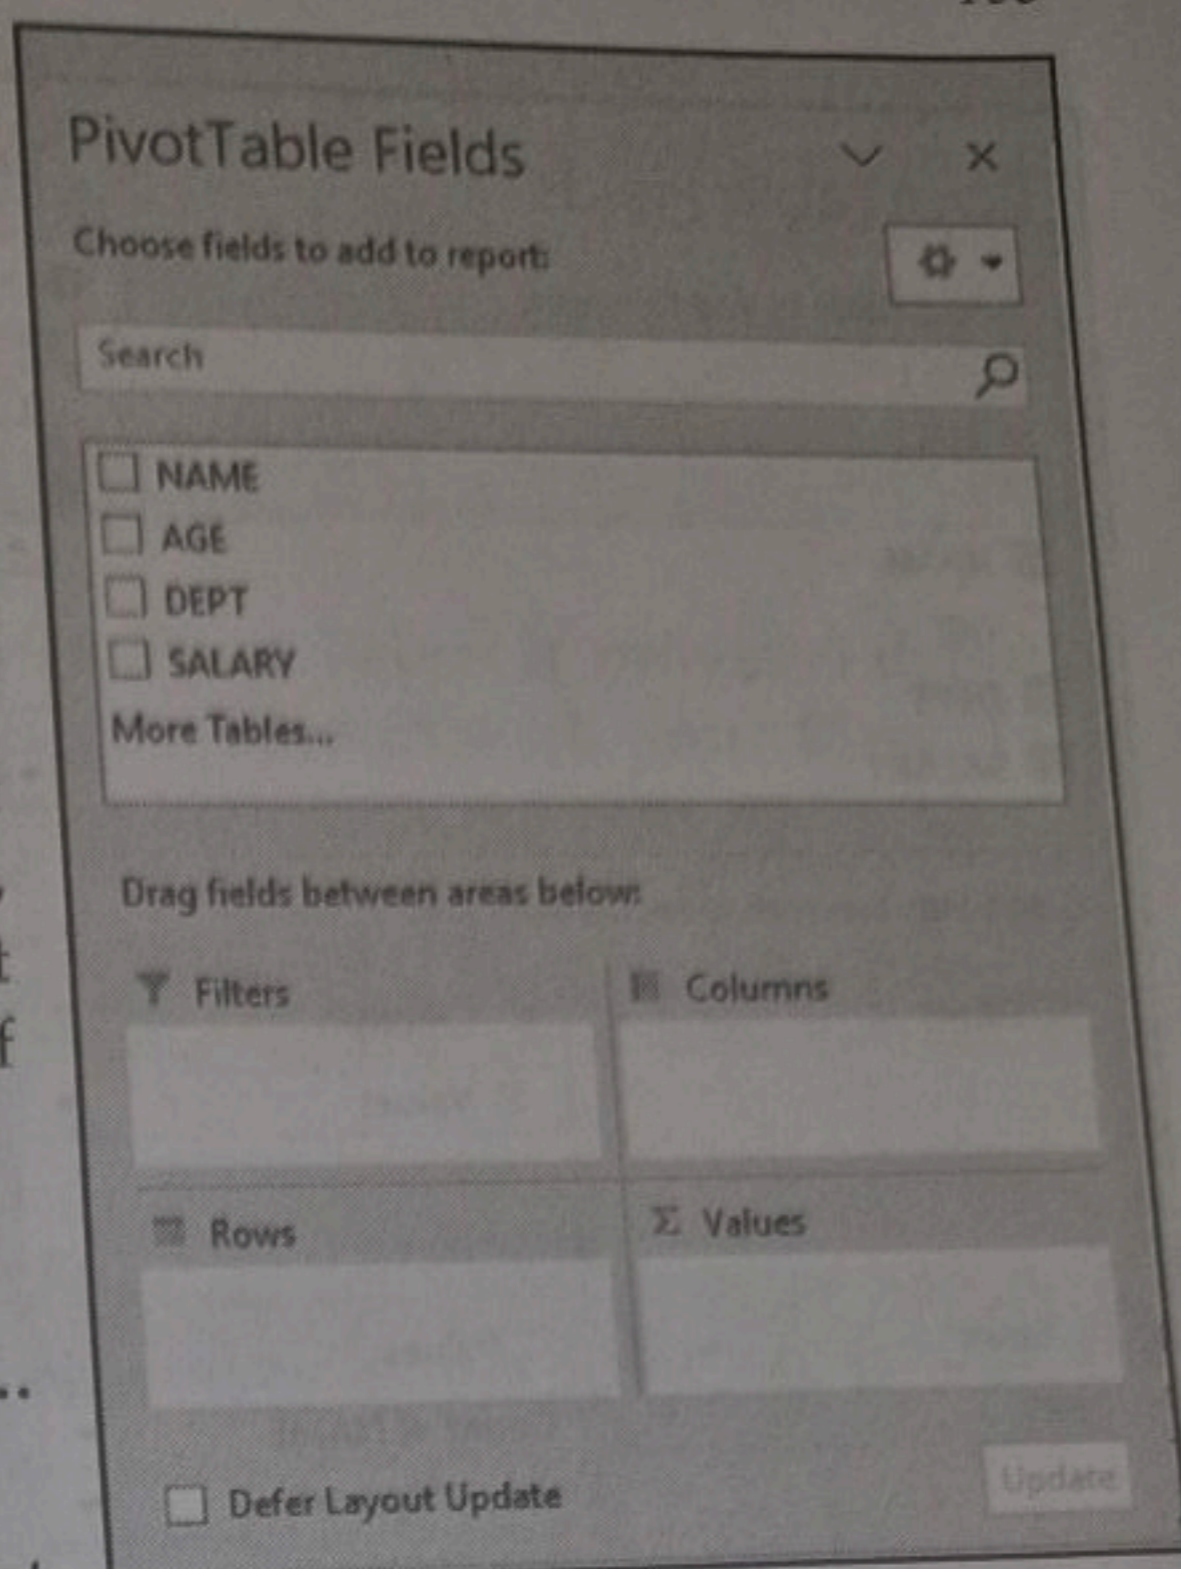 PivotTable Fields
Choose fields to add to report:
Search
NAME
AGE
DEPT
SALARY
More Tables...
Drag fields between areas below:
Filters
Columns
Rows
Σ Values
Defer Layout Update
Update